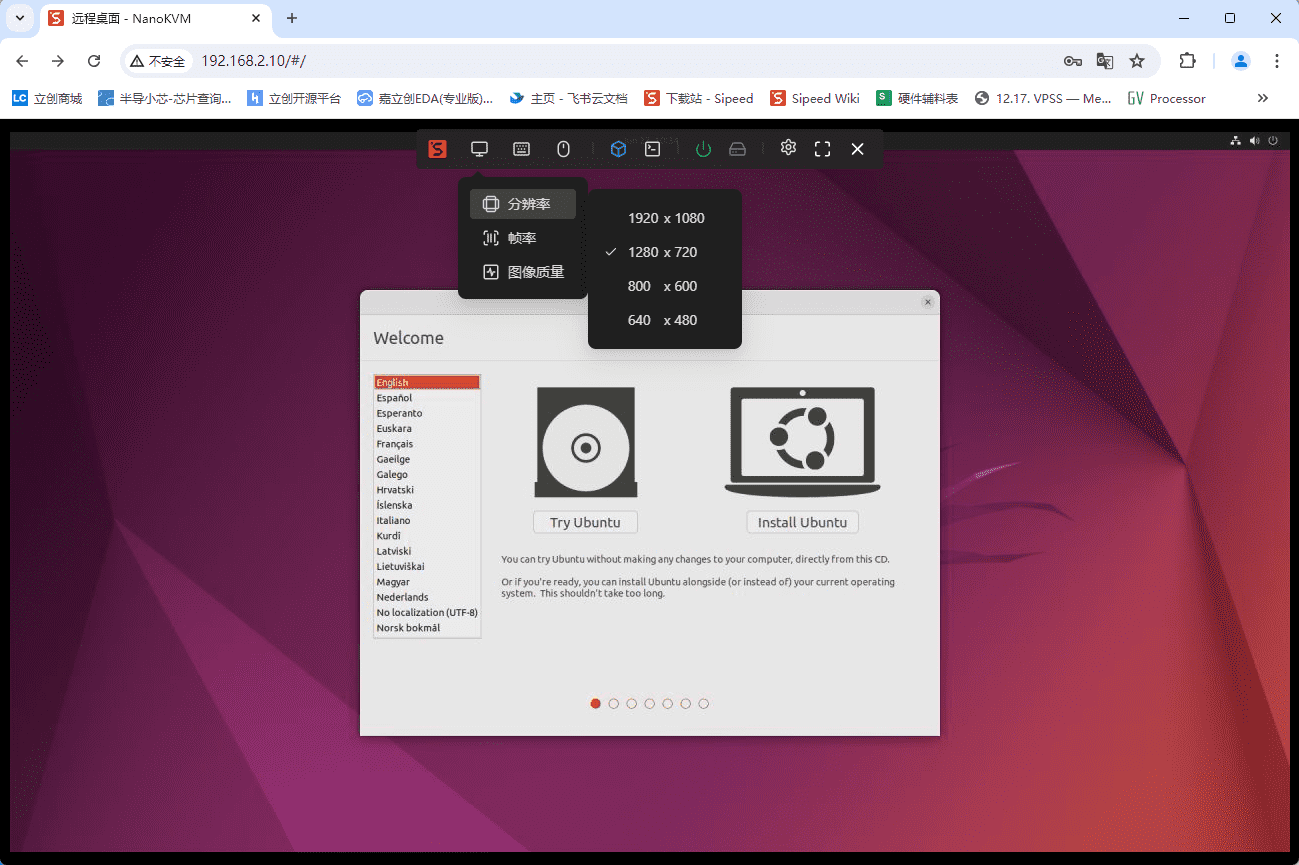 远程桌面 - NanoKVM
不安全 192.168.2.10/#/
立创商城 半导小芯-芯片查询... 立创开源平台 嘉立创EDA(专业版)... 主页 - 飞书云文档 下载站 - Sipeed Sipeed Wiki 硬件辅料表 12.17. VPSS — Me... Processor
分辨率
帧率
图像质量
1920 x 1080
1280 x 720
800 x 600
640 x 480
Welcome
English
Español
Esperanto
Euskara
Français
Gaeilge
Galego
Hrvatski
Íslenska
Italiano
Kurdî
Latviski
Lietuviškai
Magyar
Nederlands
No localization (UTF-8)
Norsk bokmål
Try Ubuntu
Install Ubuntu
You can try Ubuntu without making any changes to your computer, directly from this CD.
Or if you're ready, you can install Ubuntu alongside (or instead of) your current operating
system. This shouldn't take too long.